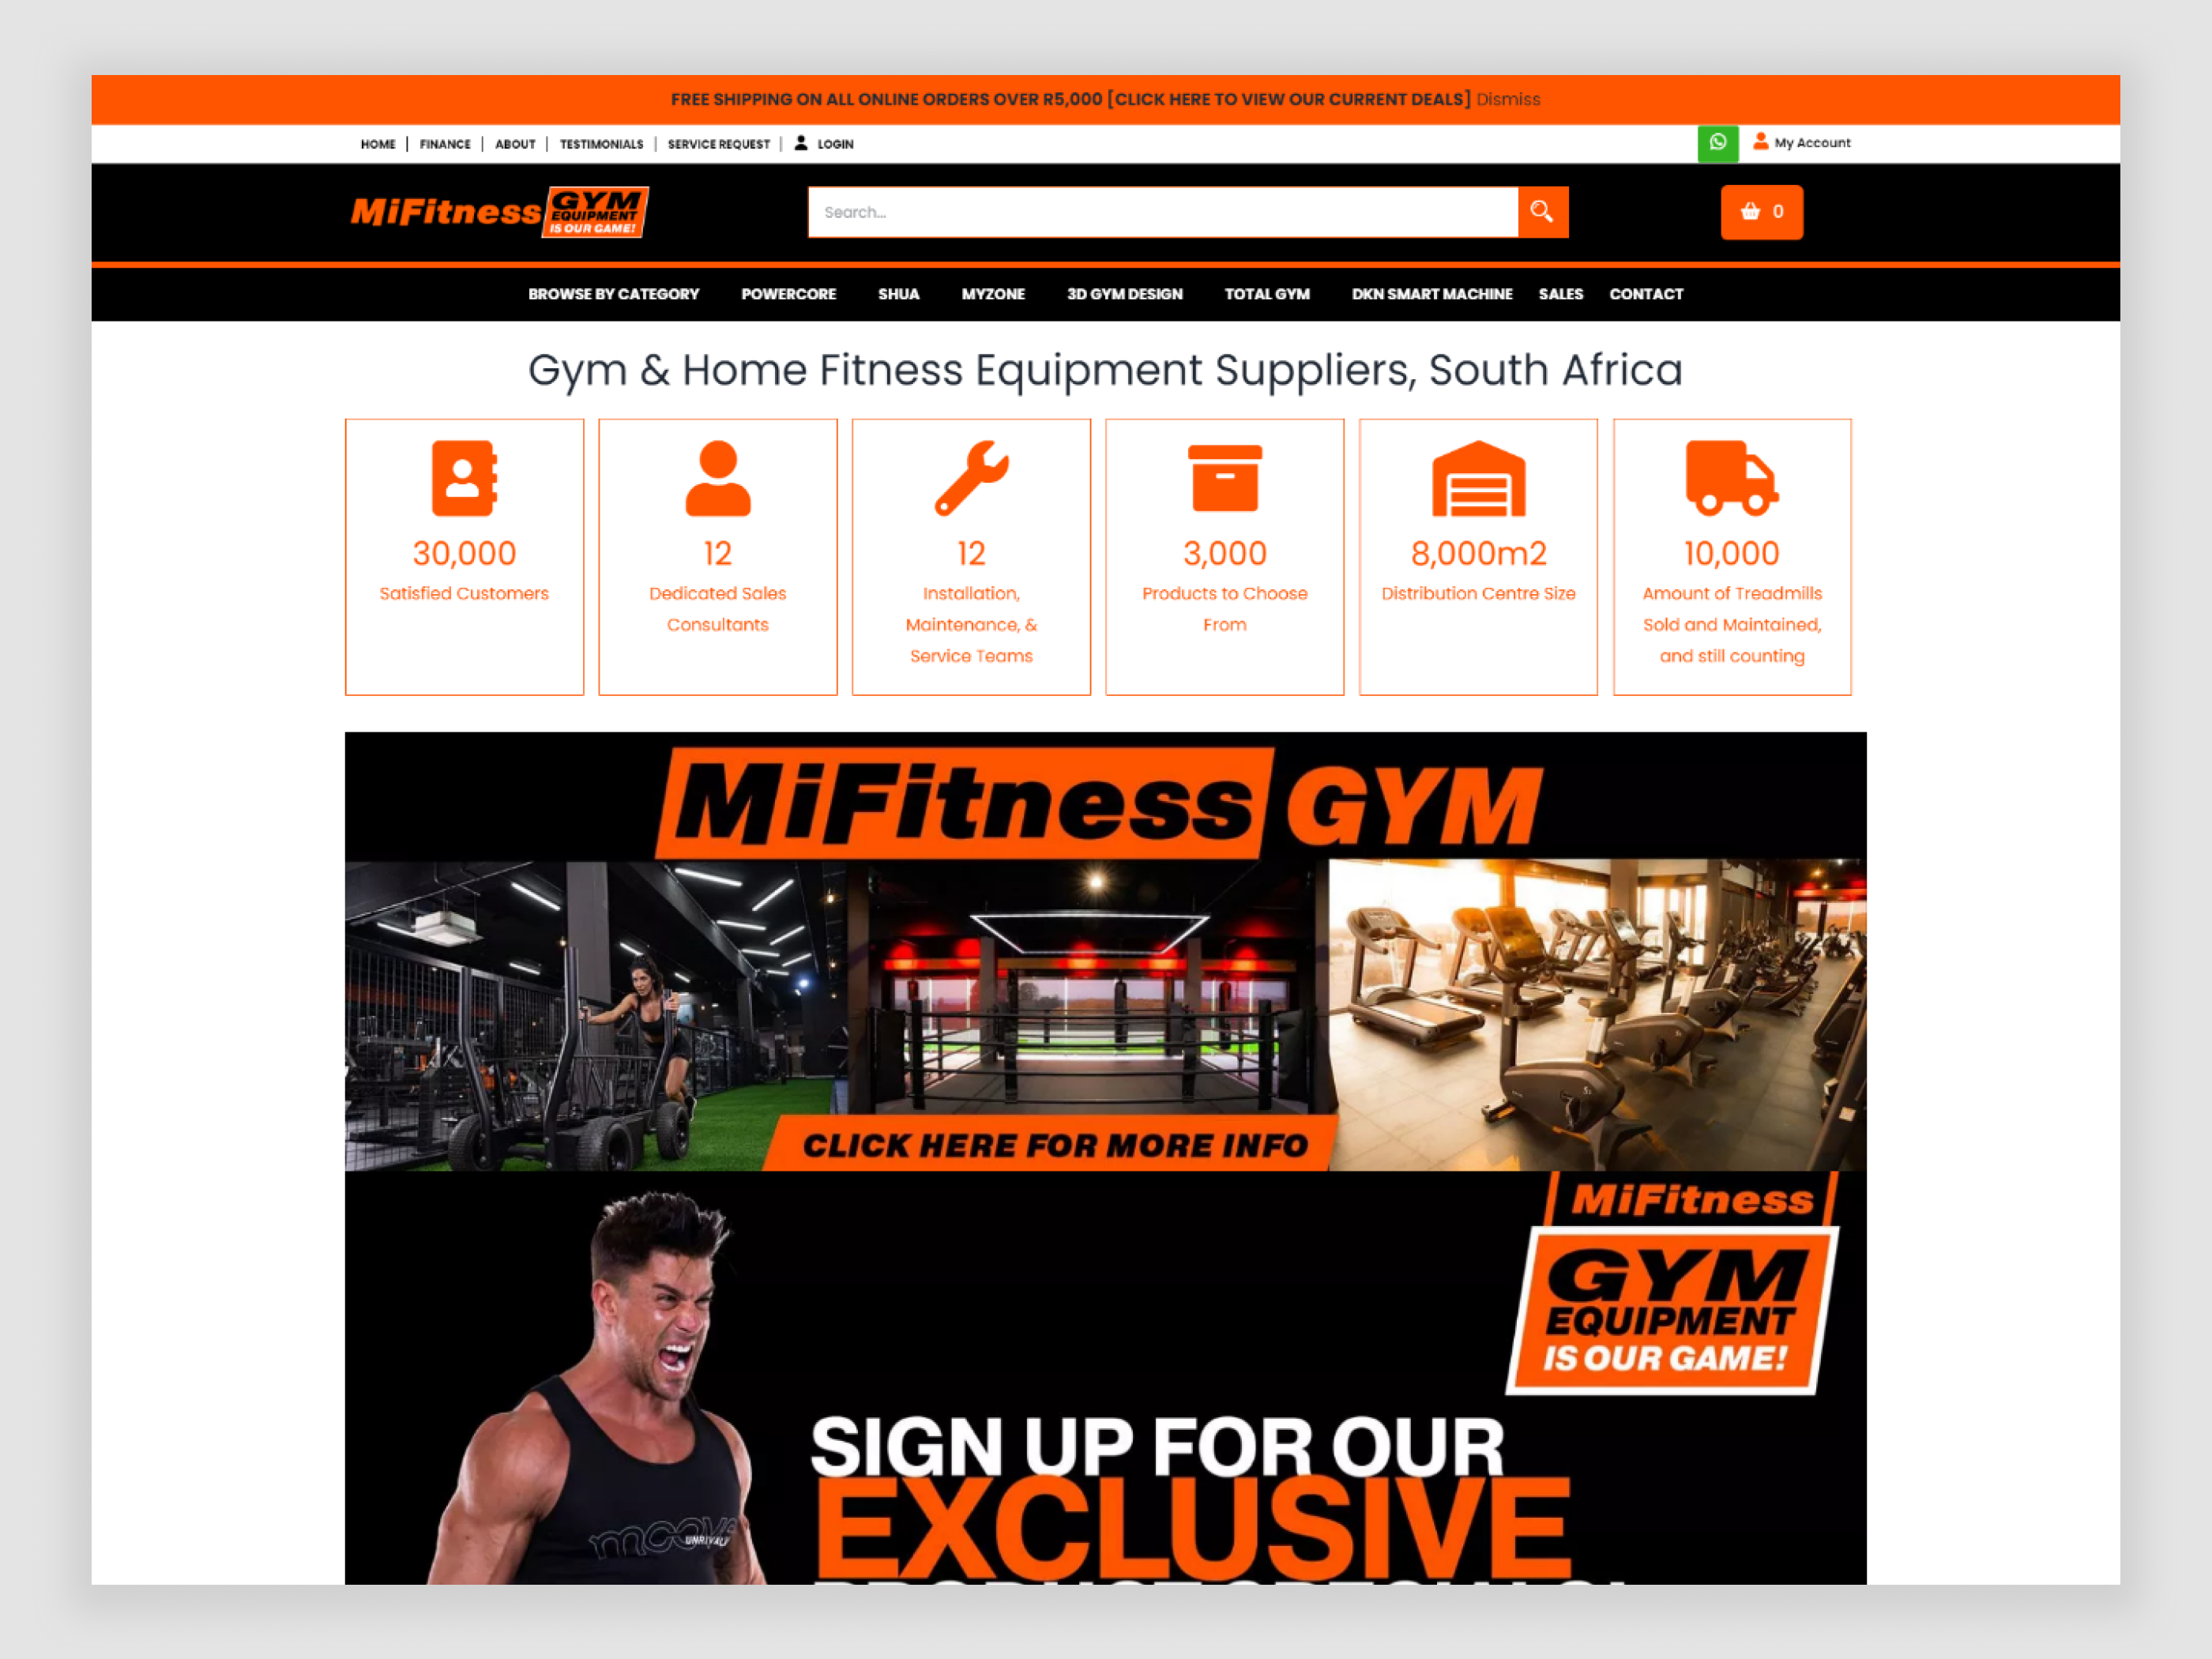 FREE SHIPPING ON ALL ONLINE ORDERS OVER R5,000 [CLICK HERE TO VIEW OUR CURRENT DEALS] Dismiss
HOME | FINANCE | ABOUT | TESTIMONIALS | SERVICE REQUEST | LOGIN
My Account
MiFitness GYM
EQUIPMENT
IS OUR GAME!
Search...
0
BROWSE BY CATEGORY POWERCORE SHUA MYZONE 3D GYM DESIGN TOTAL GYM DKN SMART MACHINE SALES CONTACT
Gym & Home Fitness Equipment Suppliers, South Africa
30,000
Satisfied Customers
12
Dedicated Sales
Consultants
12
Installation,
Maintenance, &
Service Teams
3,000
Products to Choose
From
8,000m2
Distribution Centre Size
10,000
Amount of Treadmills
Sold and Maintained,
and still counting
MiFitness GYM
CLICK HERE FOR MORE INFO
MiFitness
GYM
EQUIPMENT
IS OUR GAME!
SIGN UP FOR OUR
EXCLUSIVE